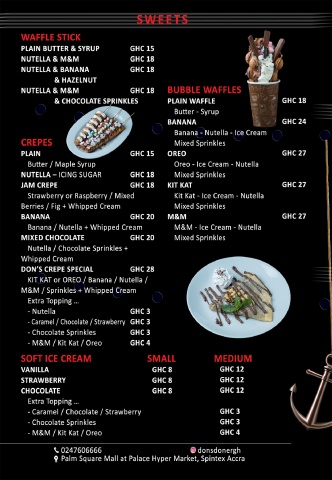 SWEETS
WAFFLE STICK
PLAIN BUTTER & SYRUP GHC 15
NUTELLA & M&M GHC 18
NUTELLA & BANANA GHC 18
& HAZELNUT
NUTELLA & M&M GHC 18
& CHOCOLATE SPRINKLES
CREPES
PLAIN GHC 15
Butter / Maple Syrup
NUTELLA – ICING SUGAR GHC 18
JAM CREPE GHC 18
Strawberry or Raspberry / Mixed
Berries / Fig + Whipped Cream
BANANA GHC 20
Banana / Nutella + Whipped Cream
MIXED CHOCOLATE GHC 20
Nutella / Chocolate Sprinkles +
Whipped Cream
DON'S CREPE SPECIAL GHC 28
KIT KAT or OREO / Banana / Nutella /
M&M / Sprinkles + Whipped Cream
Extra Topping ...
- Nutella GHC 3
- Caramel / Chocolate / Strawberry GHC 3
- Chocolate Sprinkles GHC 3
- M&M / Kit Kat / Oreo GHC 4
BUBBLE WAFFLES
PLAIN WAFFLE GHC 18
Butter - Syrup
BANANA GHC 24
Banana - Nutella - Ice Cream
Mixed Sprinkles
OREO GHC 27
Oreo - Ice Cream - Nutella
Mixed Sprinkles
KIT KAT GHC 27
Kit Kat - Ice Cream - Nutella
Mixed Sprinkles
M&M GHC 27
M&M - Ice Cream - Nutella
Mixed Sprinkles
SOFT ICE CREAM SMALL MEDIUM
VANILLA GHC 8 GHC 12
STRAWBERRY GHC 8 GHC 12
CHOCOLATE GHC 8 GHC 12
Extra Topping ...
- Caramel / Chocolate / Strawberry GHC 3
- Chocolate Sprinkles GHC 3
- M&M / Kit Kat / Oreo GHC 4
0247606666 donsdonergh
Palm Square Mall at Palace Hyper Market, Spintex Accra